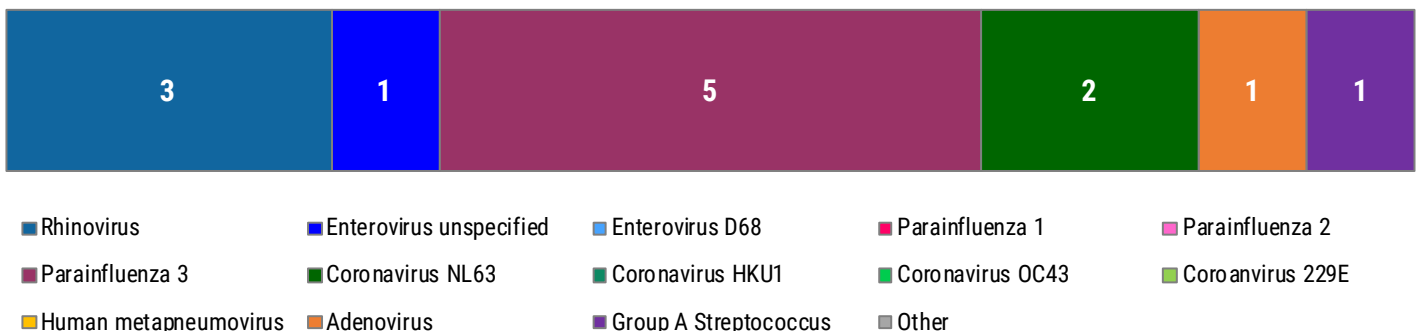 3 1 5 2 1 1
Rhinovirus Enterovirus unspecified Enterovirus D68 Parainfluenza 1 Parainfluenza 2
Parainfluenza 3 Coronavirus NL63 Coronavirus HKU1 Coronavirus OC43 Coroanvirus 229E
Human metapneumovirus Adenovirus Group A Streptococcus Other